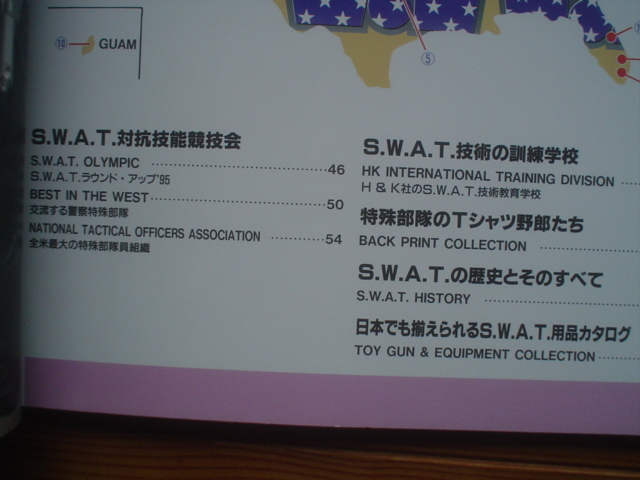 ⑩ GUAM
⑤
S.W.A.T.対抗技能競技会
S.W.A.T. OLYMPIC 46
S.W.A.T.ラウンド・アップ'95
BEST IN THE WEST 50
交流する警察特殊部隊
NATIONAL TACTICAL OFFICERS ASSOCIATION 54
全米最大の特殊部隊員組織
S.W.A.T.技術の訓練学校
HK INTERNATIONAL TRAINING DIVISION
H & K社のS.W.A.T.技術教育学校
特殊部隊のTシャツ野郎たち
BACK PRINT COLLECTION
S.W.A.T.の歴史とそのすべて
S.W.A.T. HISTORY
日本でも揃えられるS.W.A.T.用品カタログ
TOY GUN & EQUIPMENT COLLECTION